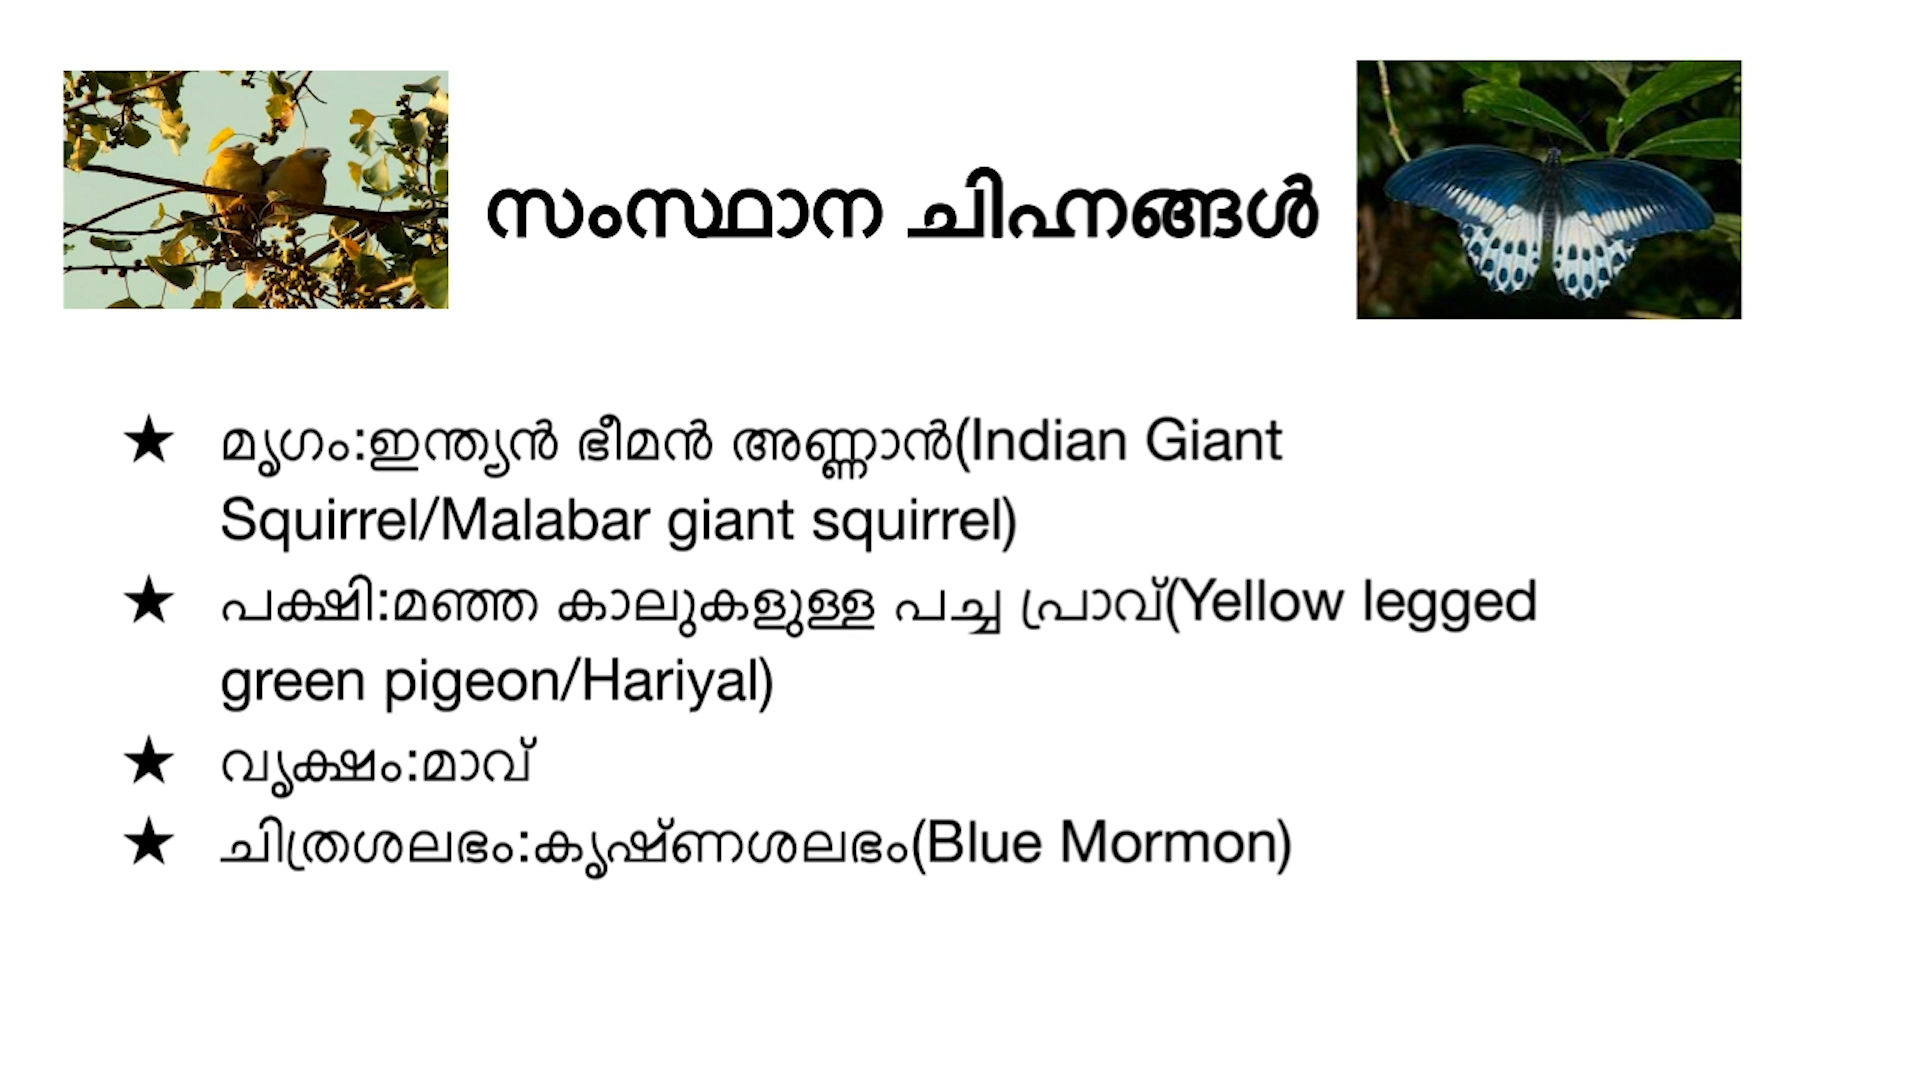 സംസ്ഥാന ചിഹ്നങ്ങൾ
★ മൃഗം:ഇന്ത്യൻ ഭീമൻ അണ്ണാൻ(Indian Giant
Squirrel/Malabar giant squirrel)
★ പക്ഷി:മഞ്ഞ കാലുകളുള്ള പച്ച പ്രാവ്(Yellow legged
green pigeon/Hariyal)
★ വൃക്ഷം:മാവ്
★ ചിത്രശലഭം:കൃഷ്ണശലഭം(Blue Mormon)